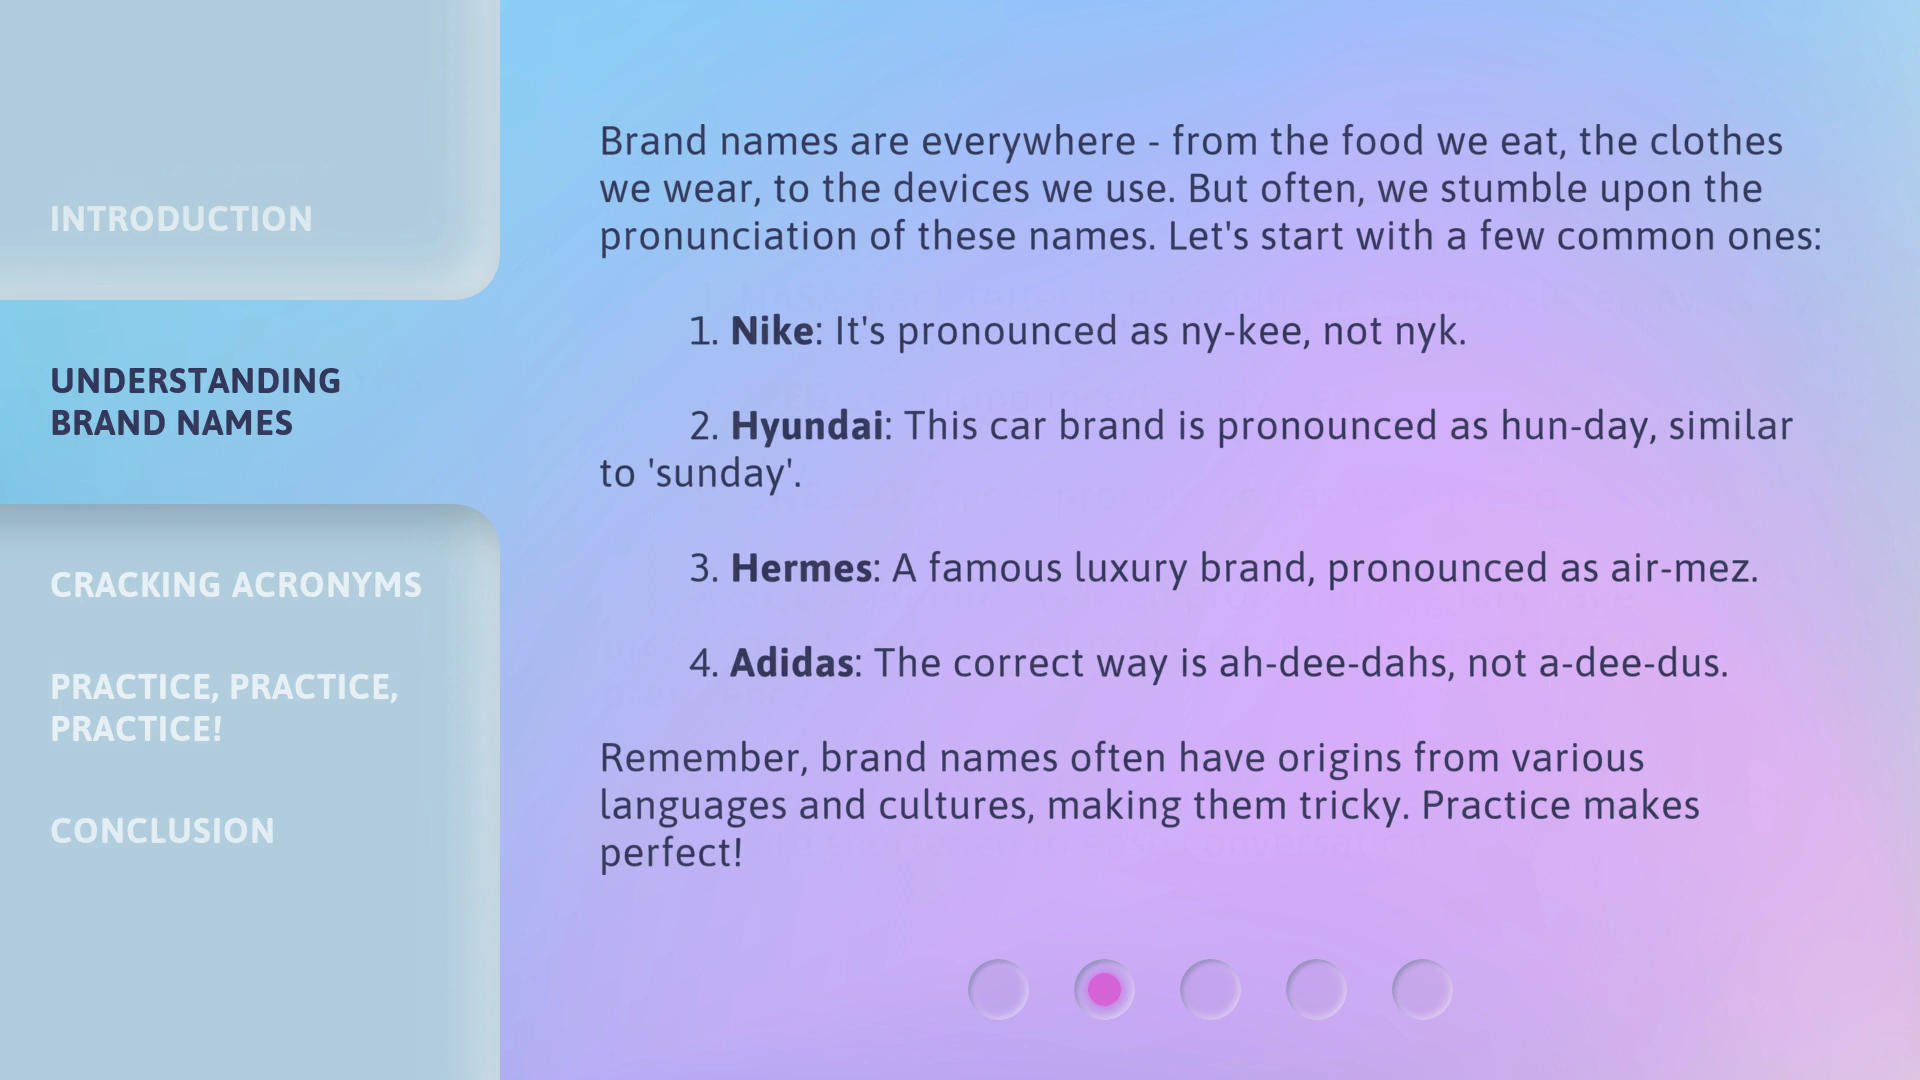 INTRODUCTION
UNDERSTANDING
BRAND NAMES
CRACKING ACRONYMS
PRACTICE, PRACTICE,
PRACTICE!
CONCLUSION
Brand names are everywhere - from the food we eat, the clothes
we wear, to the devices we use. But often, we stumble upon the
pronunciation of these names. Let's start with a few common ones:
1. Nike: It's pronounced as ny-kee, not nyk.
2. Hyundai: This car brand is pronounced as hun-day, similar
to 'sunday'.
3. Hermes: A famous luxury brand, pronounced as air-mez.
4. Adidas: The correct way is ah-dee-dahs, not a-dee-dus.
Remember, brand names often have origins from various
languages and cultures, making them tricky. Practice makes
perfect!